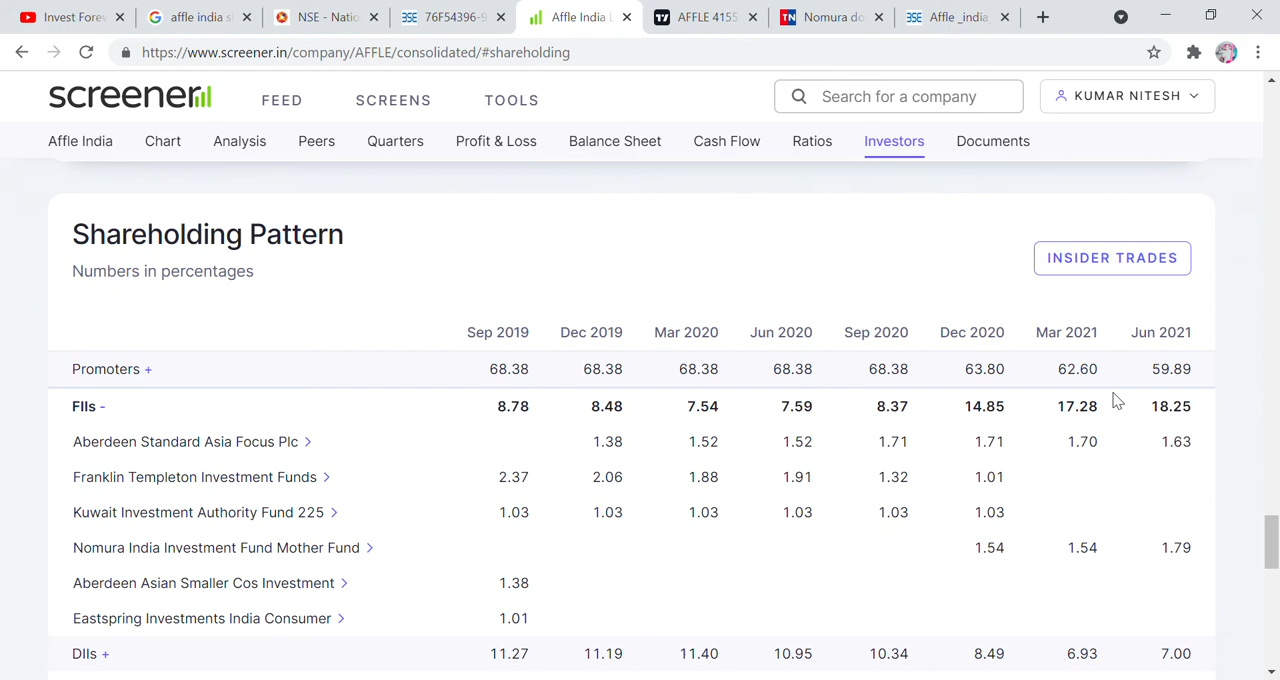 Invest Forev
affle india s
NSE - Natio
BSE 76F54396-9
Affle India L
AFFLE 4155
TN Nomura do
BSE Affle _india_
https://www.screener.in/company/AFFLE/consolidated/#shareholding
screener
FEED SCREENS TOOLS
Search for a company
KUMAR NITESH
Affle India Chart Analysis Peers Quarters Profit & Loss Balance Sheet Cash Flow Ratios Investors Documents
Shareholding Pattern
Numbers in percentages
INSIDER TRADES
Sep 2019 Dec 2019 Mar 2020 Jun 2020 Sep 2020 Dec 2020 Mar 2021 Jun 2021
Promoters + 68.38 68.38 68.38 68.38 68.38 63.80 62.60 59.89
FIIs - 8.78 8.48 7.54 7.59 8.37 14.85 17.28 18.25
Aberdeen Standard Asia Focus Plc > 1.38 1.52 1.52 1.71 1.71 1.70 1.63
Franklin Templeton Investment Funds > 2.37 2.06 1.88 1.91 1.32 1.01
Kuwait Investment Authority Fund 225 > 1.03 1.03 1.03 1.03 1.03 1.03
Nomura India Investment Fund Mother Fund > 1.54 1.54 1.79
Aberdeen Asian Smaller Cos Investment > 1.38
Eastspring Investments India Consumer > 1.01
DIIs + 11.27 11.19 11.40 10.95 10.34 8.49 6.93 7.00